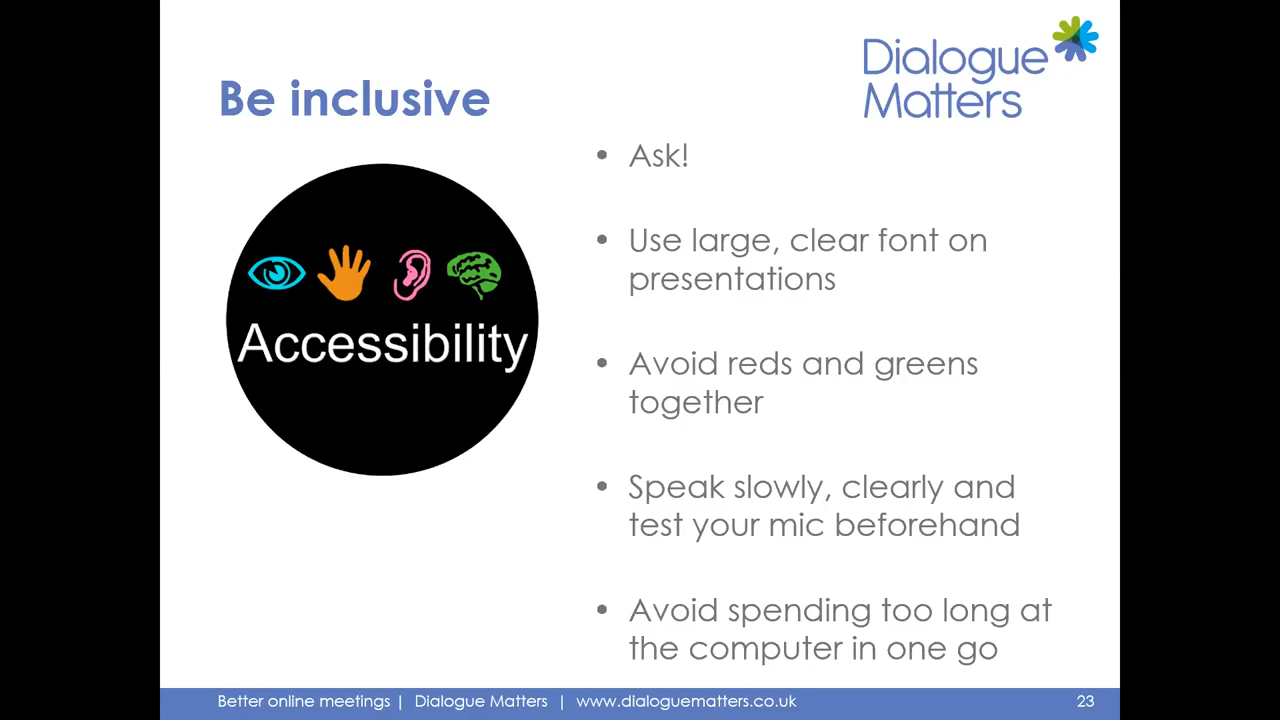 Dialogue
Matters
Be inclusive
Accessibility
• Ask!
• Use large, clear font on
presentations
• Avoid reds and greens
together
• Speak slowly, clearly and
test your mic beforehand
• Avoid spending too long at
the computer in one go
Better online meetings | Dialogue Matters | www.dialoguematters.co.uk 23